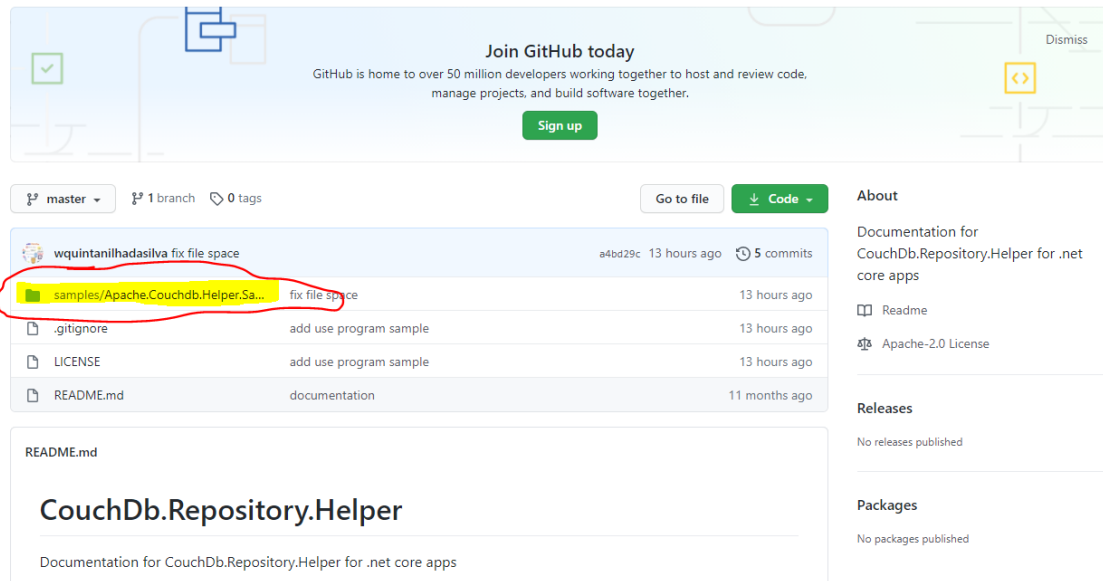 Join GitHub today
Dismiss
GitHub is home to over 50 million developers working together to host and review code,
manage projects, and build software together.
Sign up
master
1 branch
0 tags
Go to file
Code
wquintanilhadasilva fix file space
a4bd29c 13 hours ago
5 commits
samples/Apache.Couchdb.Helper.Sa... fix file space 13 hours ago
.gitignore add use program sample 13 hours ago
LICENSE add use program sample 13 hours ago
README.md documentation 11 months ago
README.md
CouchDb.Repository.Helper
Documentation for CouchDb.Repository.Helper for .net core apps
About
Documentation for
CouchDb.Repository.Helper for .net
core apps
Readme
Apache-2.0 License
Releases
No releases published
Packages
No packages published